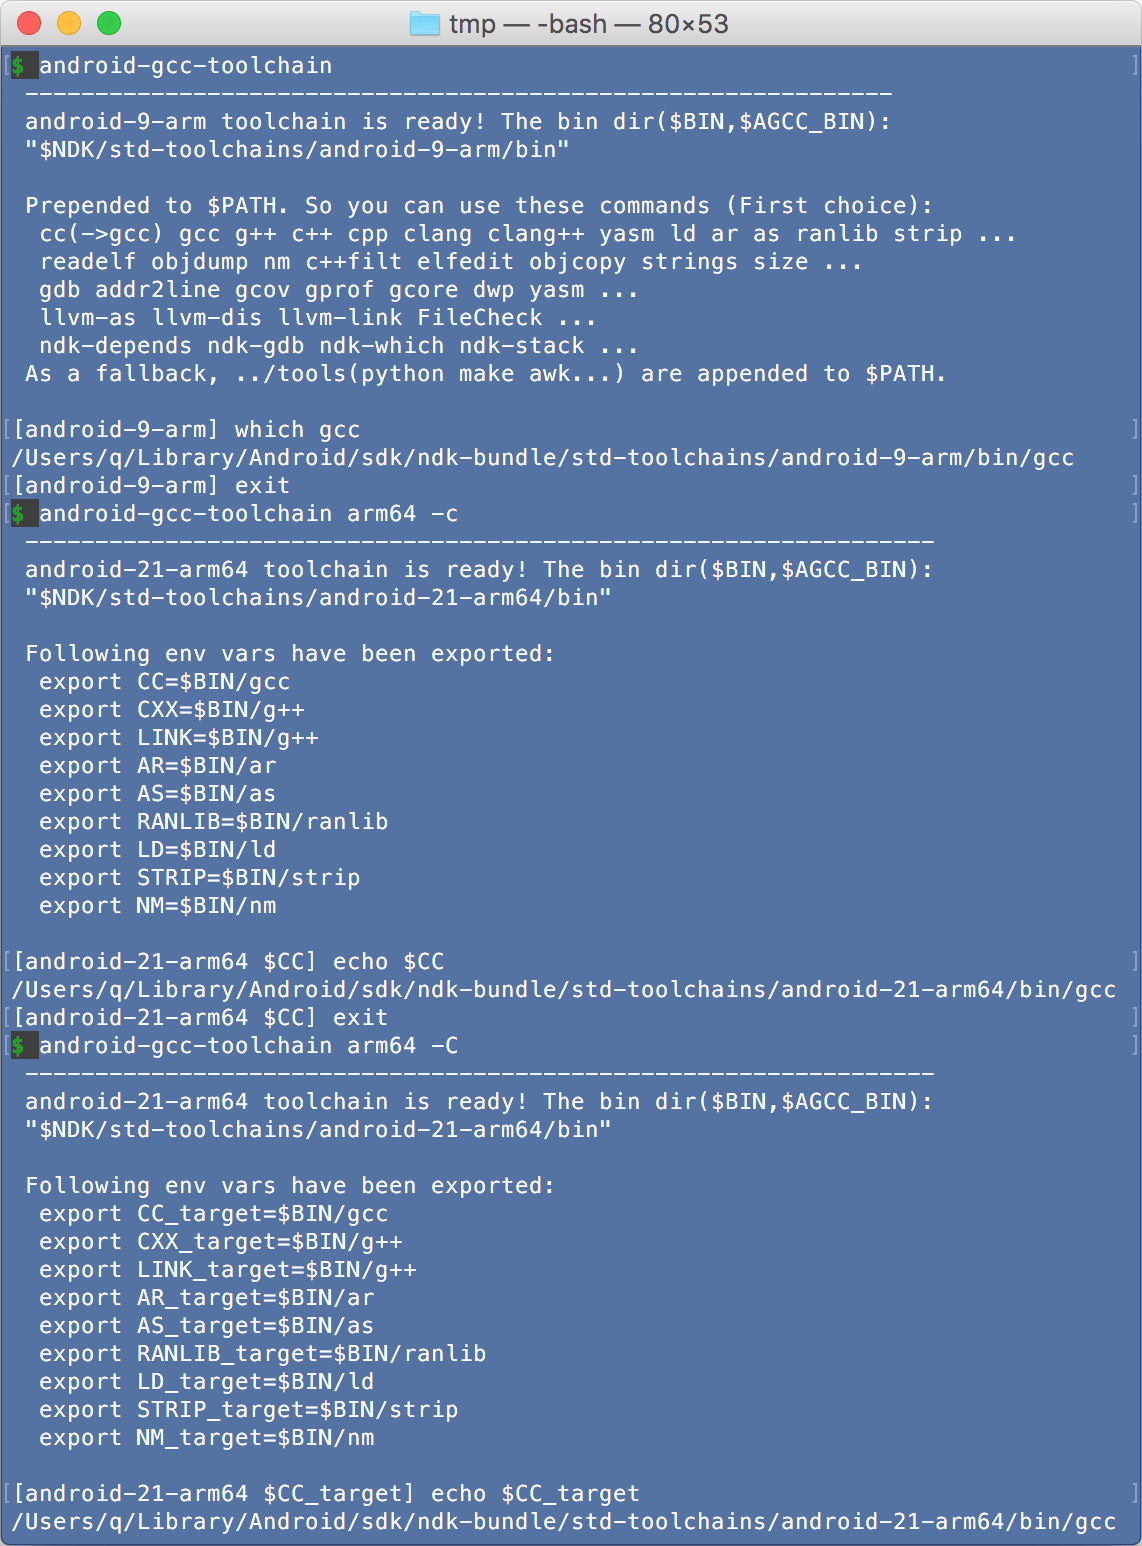 tmp — -bash — 80×53
[$ android-gcc-toolchain ]
--------------------------------------------------------------
android-9-arm toolchain is ready! The bin dir($BIN,$AGCC_BIN):
"$NDK/std-toolchains/android-9-arm/bin"
Prepended to $PATH. So you can use these commands (First choice):
cc(->gcc) gcc g++ c++ cpp clang clang++ yasm ld ar as ranlib strip ...
readelf objdump nm c++filt elfedit objcopy strings size ...
gdb addr2line gcov gprof gcore dwp yasm ...
llvm-as llvm-dis llvm-link FileCheck ...
ndk-depends ndk-gdb ndk-which ndk-stack ...
As a fallback, ../tools(python make awk...) are appended to $PATH.
[[android-9-arm] which gcc ]
/Users/q/Library/Android/sdk/ndk-bundle/std-toolchains/android-9-arm/bin/gcc
[[android-9-arm] exit ]
[$ android-gcc-toolchain arm64 -c ]
-----------------------------------------------------------------
android-21-arm64 toolchain is ready! The bin dir($BIN,$AGCC_BIN):
"$NDK/std-toolchains/android-21-arm64/bin"
Following env vars have been exported:
export CC=$BIN/gcc
export CXX=$BIN/g++
export LINK=$BIN/g++
export AR=$BIN/ar
export AS=$BIN/as
export RANLIB=$BIN/ranlib
export LD=$BIN/ld
export STRIP=$BIN/strip
export NM=$BIN/nm
[[android-21-arm64 $CC] echo $CC ]
/Users/q/Library/Android/sdk/ndk-bundle/std-toolchains/android-21-arm64/bin/gcc
[[android-21-arm64 $CC] exit ]
[$ android-gcc-toolchain arm64 -C ]
-----------------------------------------------------------------
android-21-arm64 toolchain is ready! The bin dir($BIN,$AGCC_BIN):
"$NDK/std-toolchains/android-21-arm64/bin"
Following env vars have been exported:
export CC_target=$BIN/gcc
export CXX_target=$BIN/g++
export LINK_target=$BIN/g++
export AR_target=$BIN/ar
export AS_target=$BIN/as
export RANLIB_target=$BIN/ranlib
export LD_target=$BIN/ld
export STRIP_target=$BIN/strip
export NM_target=$BIN/nm
[[android-21-arm64 $CC_target] echo $CC_target ]
/Users/q/Library/Android/sdk/ndk-bundle/std-toolchains/android-21-arm64/bin/gcc